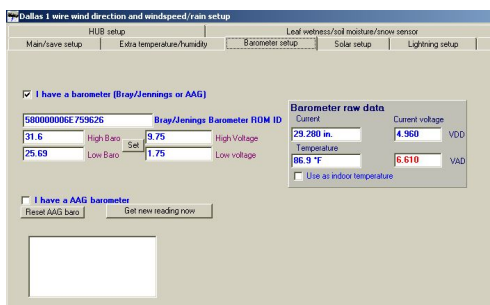 Dallas 1 wire wind direction and windspeed/rain setup
HUB setup Leaf wetness/soil moisture/snow sensor
Main/save setup Extra temperature/humidity Barometer setup Solar setup Lightning setup
I have a barometer (Bray/Jennings or AAG)
580000006E759626 Bray/Jenings Barometer ROM ID
31.6 High Baro Set 9.75 High Voltage
25.69 Low Baro 1.75 Low voltage
Barometer raw data
Current Current voltage
29.280 in. 4.960 VDD
Temperature
86.9 °F 6.610 VAD
Use as indoor temperature
I have a AAG barometer
Reset AAG baro Get new reading now